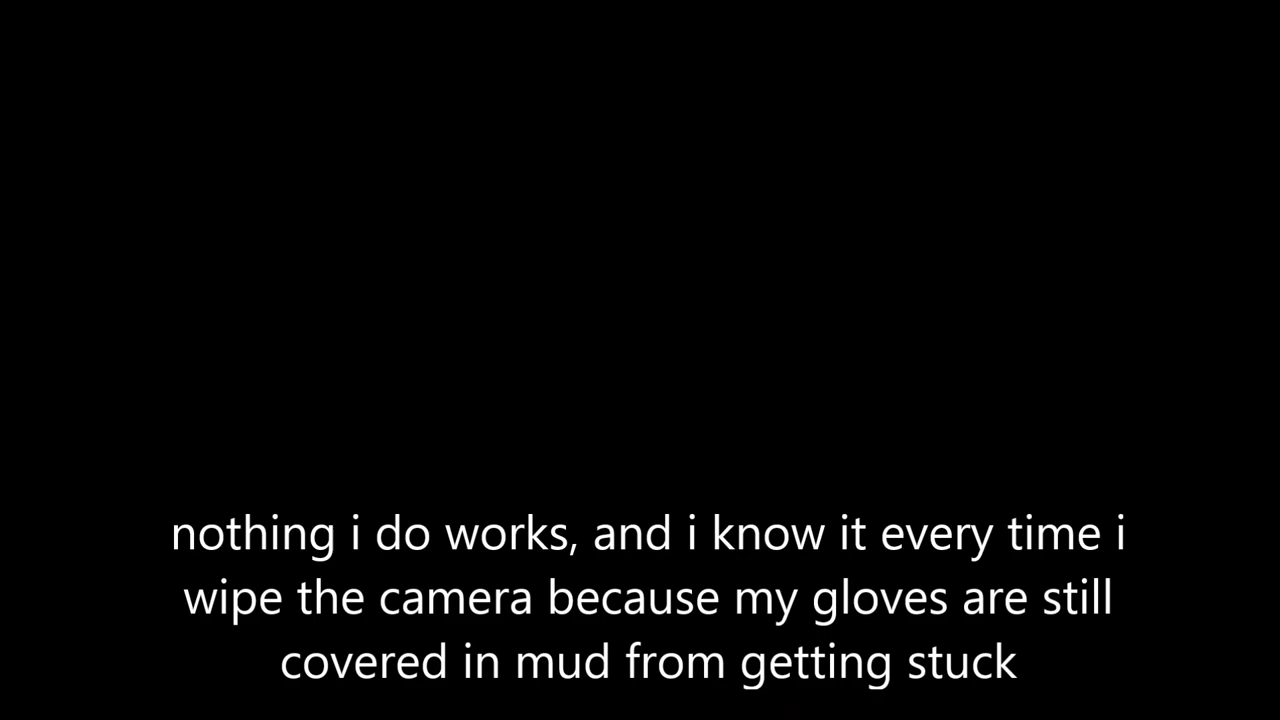 nothing i do works, and i know it every time i
wipe the camera because my gloves are still
covered in mud from getting stuck